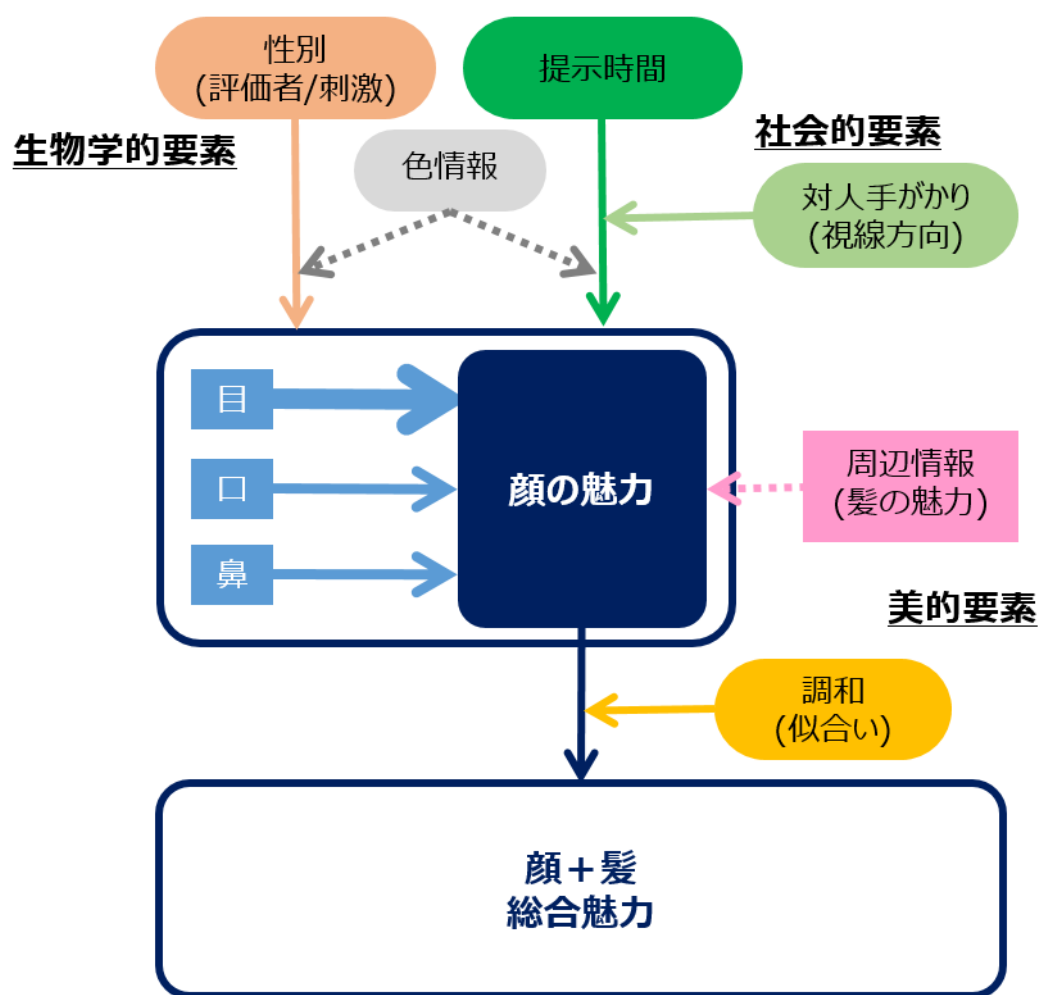 性別
(評価者/刺激)
提示時間
生物学的要素
社会的要素
色情報
対人手がかり
(視線方向)
目
口
鼻
顔の魅力
周辺情報
(髪の魅力)
美的要素
調和
(似合い)
顔＋髪
総合魅力